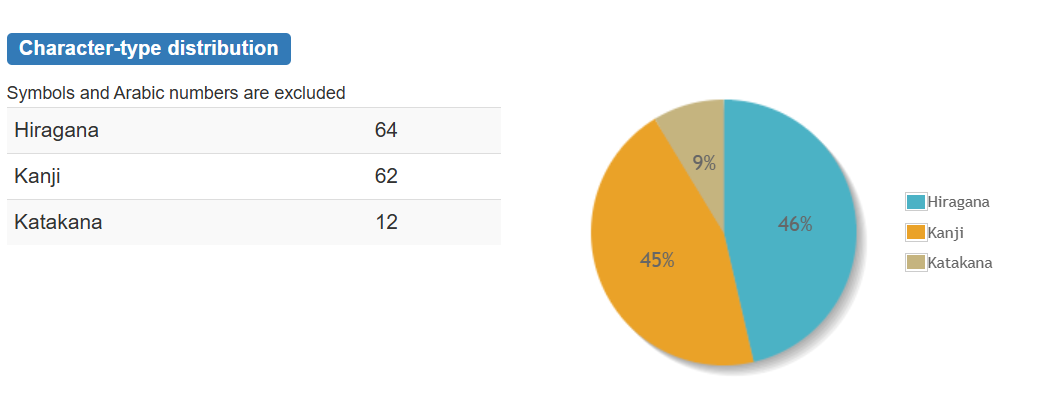 Character-type distribution
Symbols and Arabic numbers are excluded
Hiragana 64
Kanji 62
Katakana 12
9%
46%
45%
Hiragana
Kanji
Katakana